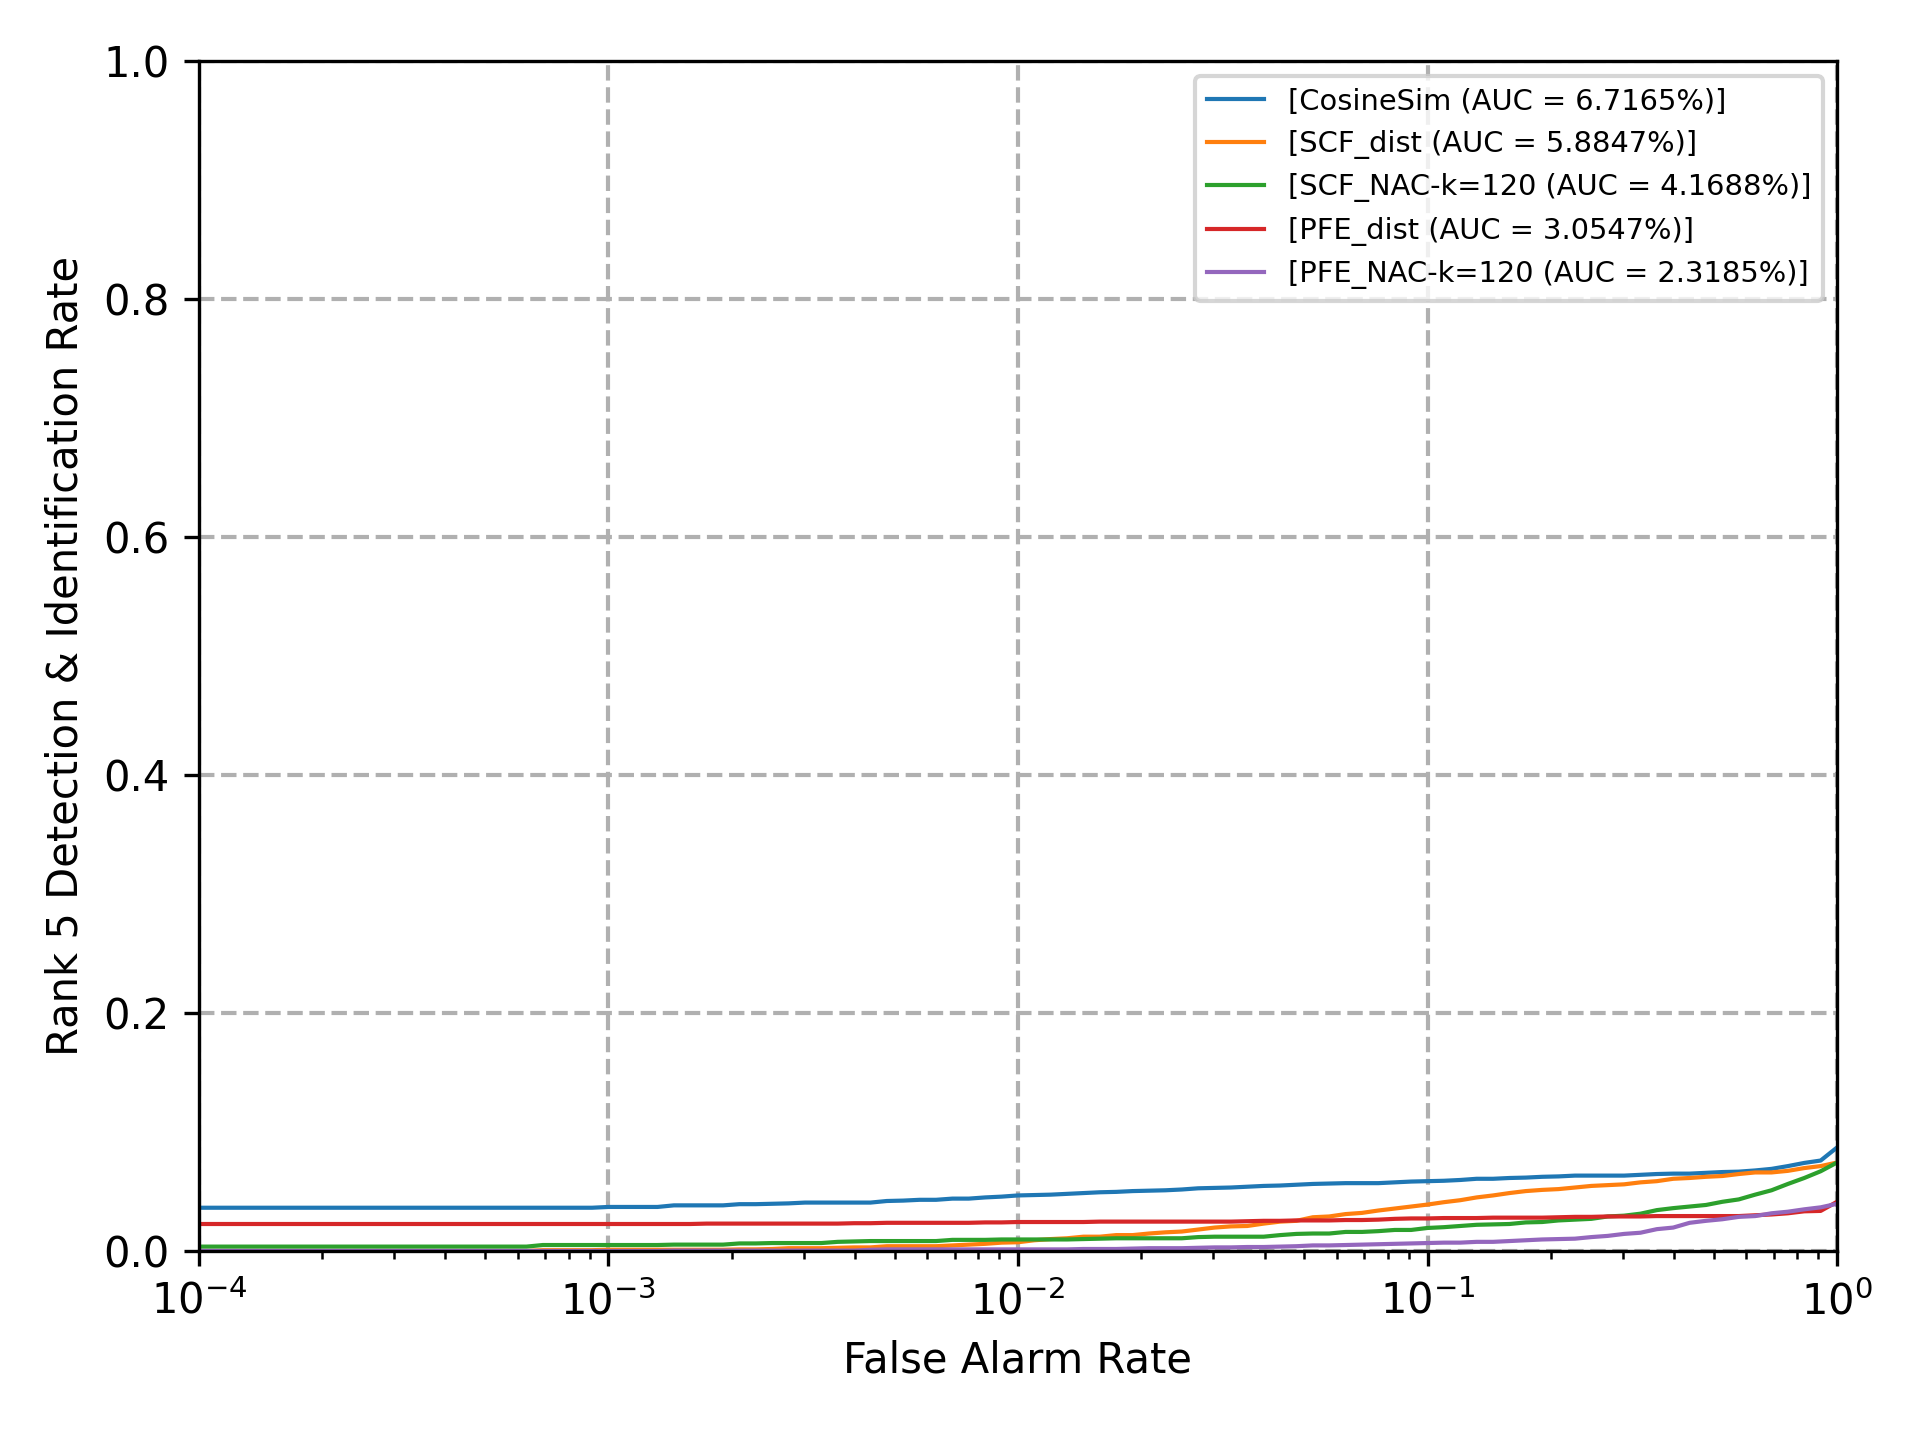 1.0
0.8
0.6
0.4
0.2
0.0
Rank 5 Detection & Identification Rate
[CosineSim (AUC = 6.7165%)]
[SCF_dist (AUC = 5.8847%)]
[SCF_NAC-k=120 (AUC = 4.1688%)]
[PFE_dist (AUC = 3.0547%)]
[PFE_NAC-k=120 (AUC = 2.3185%)]
10⁻⁴ 10⁻³ 10⁻² 10⁻¹ 10⁰
False Alarm Rate